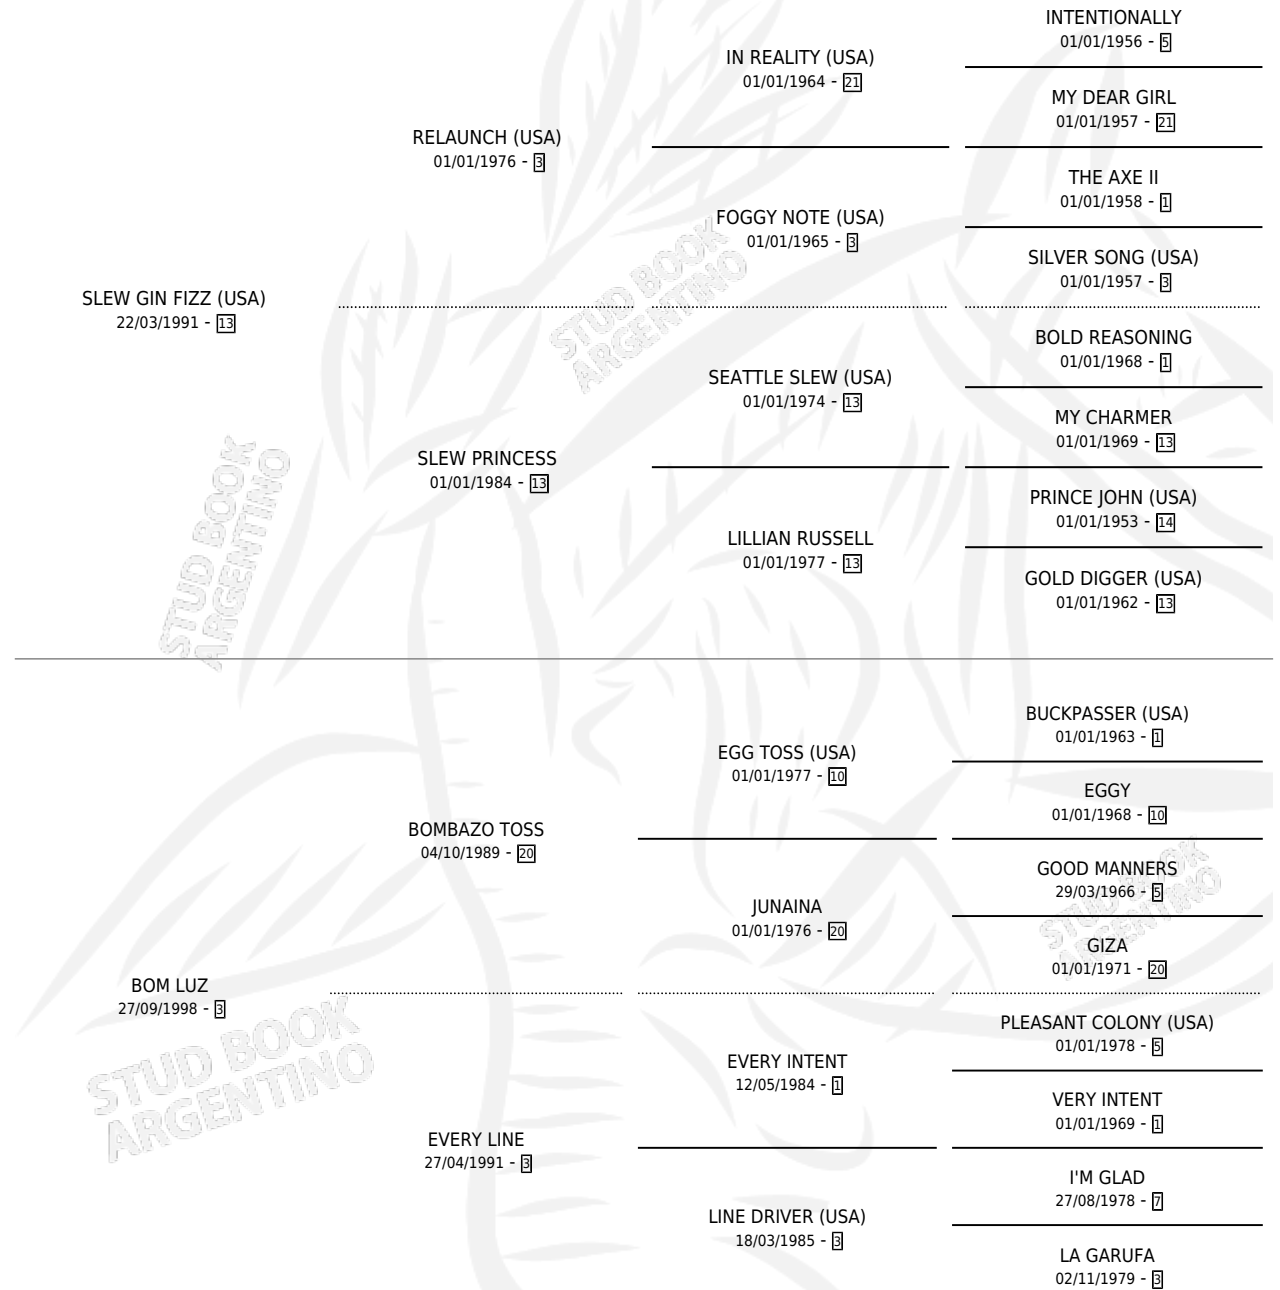 INTENTIONALLY
01/01/1956 - 5
IN REALITY (USA)
01/01/1964 - 21
MY DEAR GIRL
01/01/1957 - 21
RELAUNCH (USA)
01/01/1976 - 3
THE AXE II
01/01/1958 - 1
FOGGY NOTE (USA)
01/01/1965 - 3
SILVER SONG (USA)
01/01/1957 - 3
SLEW GIN FIZZ (USA)
22/03/1991 - 13
BOLD REASONING
01/01/1968 - 1
SEATTLE SLEW (USA)
01/01/1974 - 13
MY CHARMER
01/01/1969 - 13
SLEW PRINCESS
01/01/1984 - 13
PRINCE JOHN (USA)
01/01/1953 - 14
LILLIAN RUSSELL
01/01/1977 - 13
GOLD DIGGER (USA)
01/01/1962 - 13
BUCKPASSER (USA)
01/01/1963 - 1
EGG TOSS (USA)
01/01/1977 - 10
EGGY
01/01/1968 - 10
BOMBAZO TOSS
04/10/1989 - 20
GOOD MANNERS
29/03/1966 - 5
JUNAINA
01/01/1976 - 20
GIZA
01/01/1971 - 20
BOM LUZ
27/09/1998 - 3
PLEASANT COLONY (USA)
01/01/1978 - 5
EVERY INTENT
12/05/1984 - 1
VERY INTENT
01/01/1969 - 1
EVERY LINE
27/04/1991 - 3
I'M GLAD
27/08/1978 - 7
LINE DRIVER (USA)
18/03/1985 - 3
LA GARUFA
02/11/1979 - 3
STUD BOOK
ARGENTINO
STUD BOOK
ARGENTINO
STUD BOOK
ARGENTINO
STUD BOOK
ARGENTINO